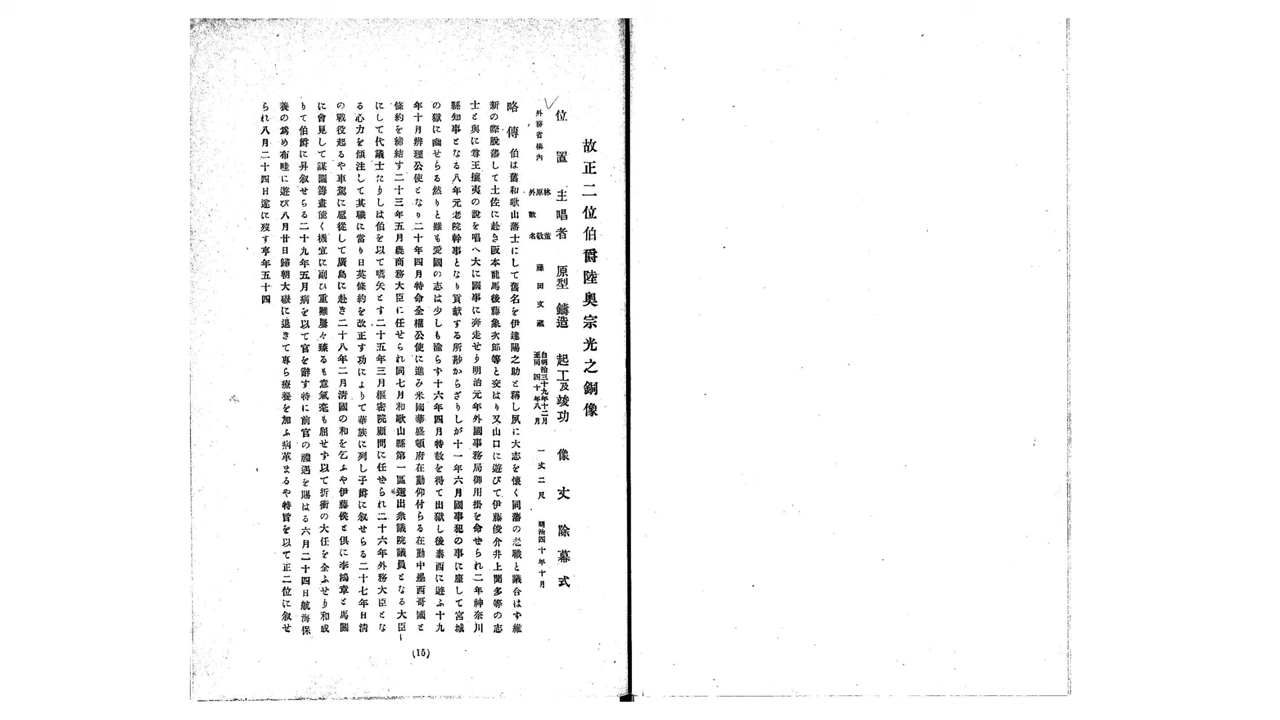 故正二位伯爵陸奥宗光之銅像
位置 主唱者 原型 鑄造 起工及竣功 像丈 除幕式
外務省構内 林董 原敬 外數名 藤田文藏 自明治三十九年十二月 至同四十年八月 一丈二尺 明治四十年十月
略傳 伯は舊和歌山藩士にして舊名を伊達陽之助と稱し夙に大志を懷く同藩の老職と議合はず維
新の際脫藩して土佐に赴き阪本龍馬後藤象次郎等と交はり又山口に遊びて伊藤俊介井上聞多等の志
士と與に尊王攘夷の說を唱へ大に國事に奔走せり明治元年外國事務局御用掛を命せられ二年神奈川
縣知事となる八年元老院幹事となり貢獻する所尠からざりしが十一年六月國事犯の事に座して宮城
の獄に幽せらる然りと雖も愛國の志は少しも渝らず十六年四月特赦を得て出獄し後泰西に遊ふ十九
年十月辨理公使となり二十年四月特命全權公使に進み米國華盛頓府在勤仰付らる在勤中墨西哥國と
條約を締結す二十三年五月農商務大臣に任せられ同七月和歌山縣第一區選出衆議院議員となる大臣
にして代議士たりしは伯を以て嚆矢とす二十五年三月樞密院顧問に任せられ二十六年外務大臣とな
る心力を傾注して其職に當り日英條約を改正す功によりて華族に列し子爵に叙せらる二十七年日淸
の戰役起るや車駕に扈從して廣島に赴き二十八年二月淸國の和を乞ふや伊藤侯と倶に李鴻章と馬關
に會見して謀圖籌畫能く機宜に副ひ重難屢々臻るも意氣毫も屈せず以て折衝の大任を全ふせり和成
りて伯爵に昇叙せらる二十九年五月病を以て官を辭す特に前官の禮遇を賜はる六月二十四日航海保
養の爲め布哇に遊び八月廿日歸朝大磯に退きて專ら療養を加ふ病革まるや特旨を以て正二位に叙せ
られ八月二十四日遂に歿す享年五十四
(15)